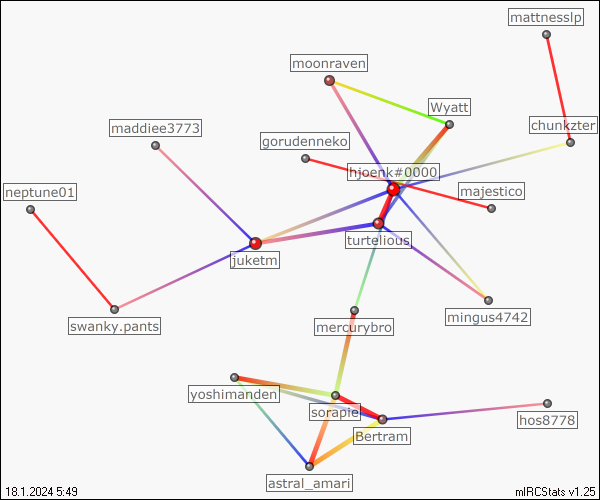 mattnesslp
moonraven
Wyatt
chunkzter
maddiee3773
gorudenneko
hjoenk#0000
neptune01
majestico
turtelious
juketm
mingus4742
swanky.pants
mercurybro
yoshimanden
sorapie
hos8778
Bertram
astral_amari
18.1.2024 5:49
mIRCStats v1.25